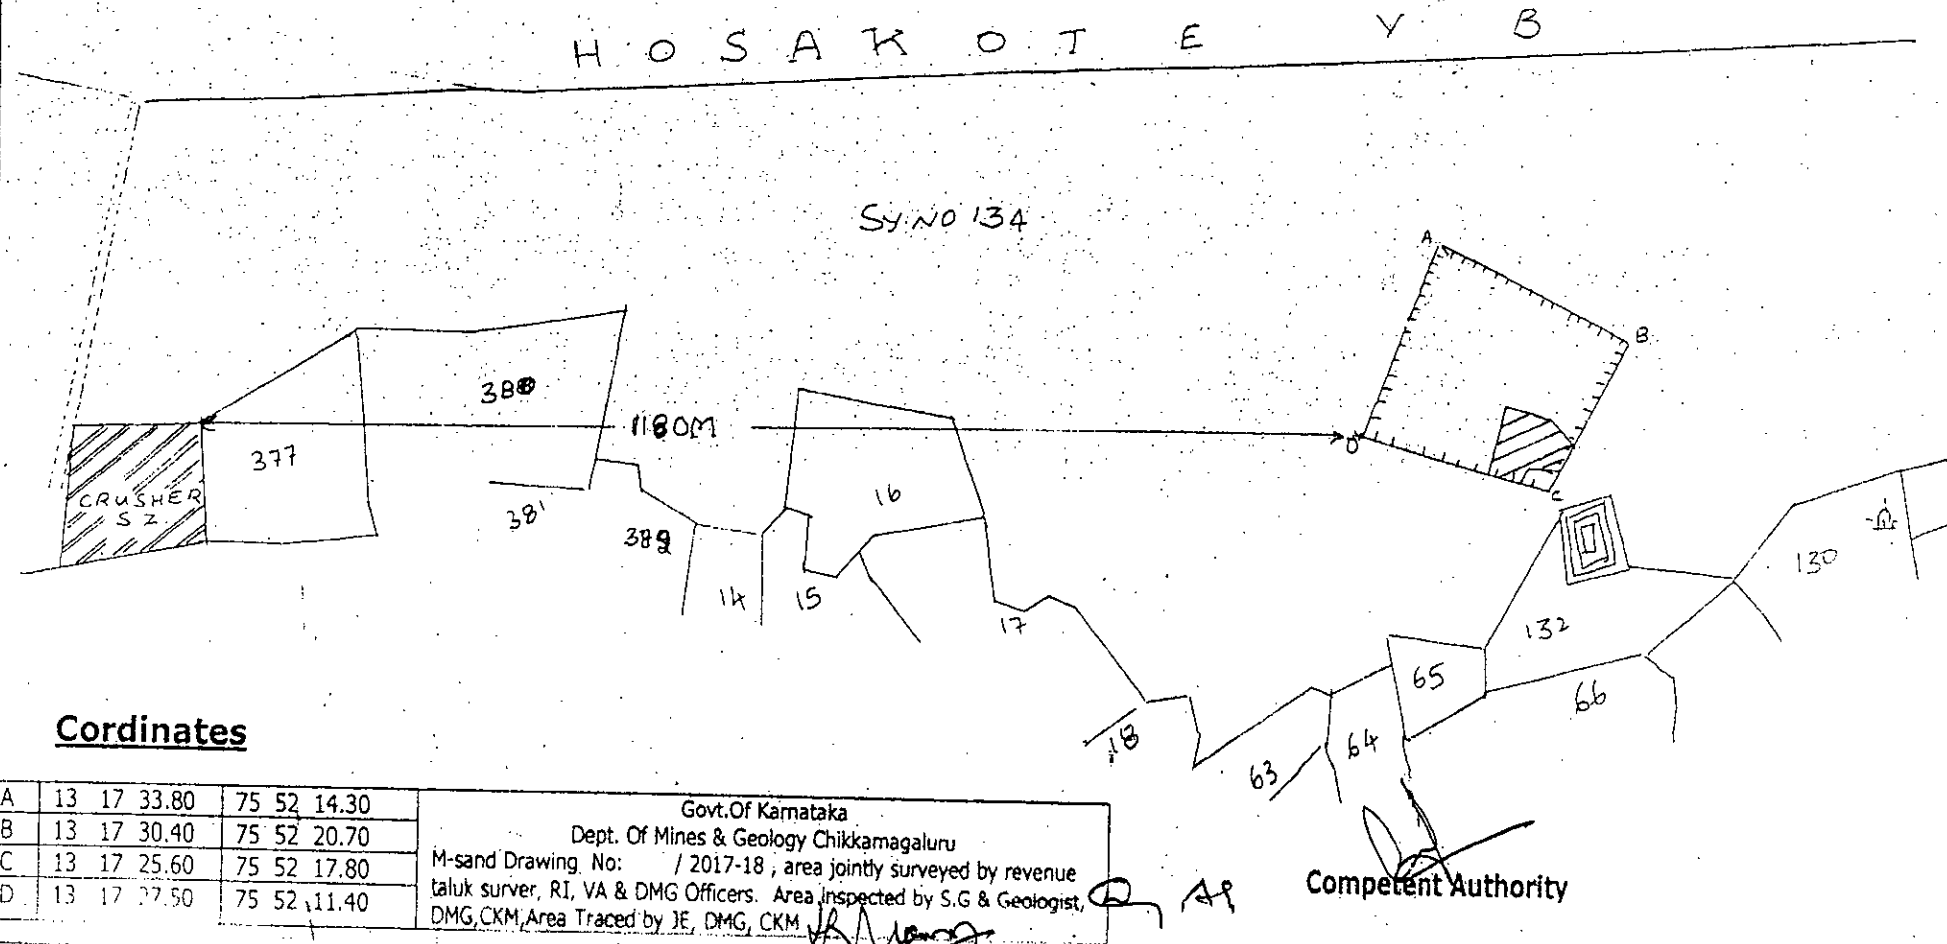 HOSAKOTE VB
SY.NO 134
A
B
C
D
1180M
377
388
381
389
14
15
16
17
18
63
64
65
66
132
130
CRUSHER
S Z
Cordinates
A 13 17 33.80 75 52 14.30
B 13 17 30.40 75 52 20.70
C 13 17 25.60 75 52 17.80
D 13 17 27.50 75 52 11.40
Govt.Of Karnataka
Dept. Of Mines & Geology Chikkamagaluru
M-sand Drawing No: / 2017-18 ; area jointly surveyed by revenue
taluk surver, RI, VA & DMG Officers. Area Inspected by S.G & Geologist,
DMG,CKM,Area Traced by JE, DMG, CKM
Competent Authority